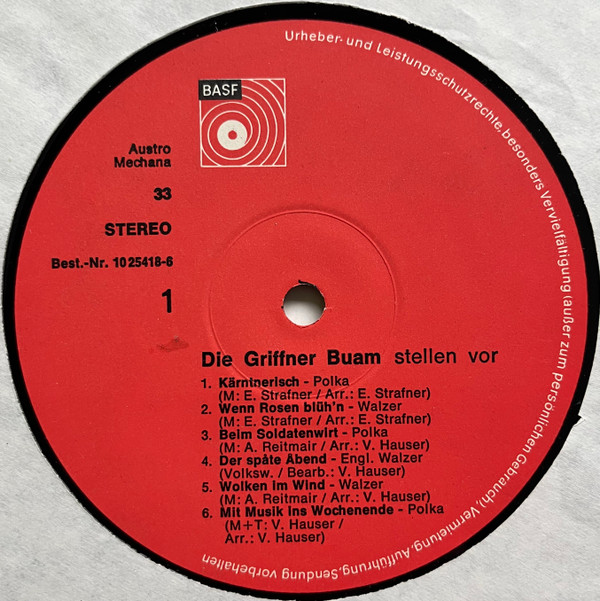 BASF
Urheber- und Leistungsschutzrechte, besonders Vervielfältigung (außer zum persönlichen Gebrauch), Vermietung, Aufführung, Sendung vorbehalten
Austro
Mechana
33
STEREO
Best.-Nr. 10 25418-6
1
Die Griffner Buam stellen vor
1. Kärntnerisch - Polka
(M: E. Strafner / Arr.: E. Strafner)
2. Wenn Rosen blüh'n - Walzer
(M: E. Strafner / Arr.: E. Strafner)
3. Beim Soldatenwirt - Polka
(M: A. Reitmair / Arr.: V. Hauser)
4. Der späte Abend - Engl. Walzer
(Volksw. / Bearb.: V. Hauser)
5. Wolken im Wind - Walzer
(M: A. Reitmair / Arr.: V. Hauser)
6. Mit Musik ins Wochenende - Polka
(M+T: V. Hauser /
Arr.: V. Hauser)